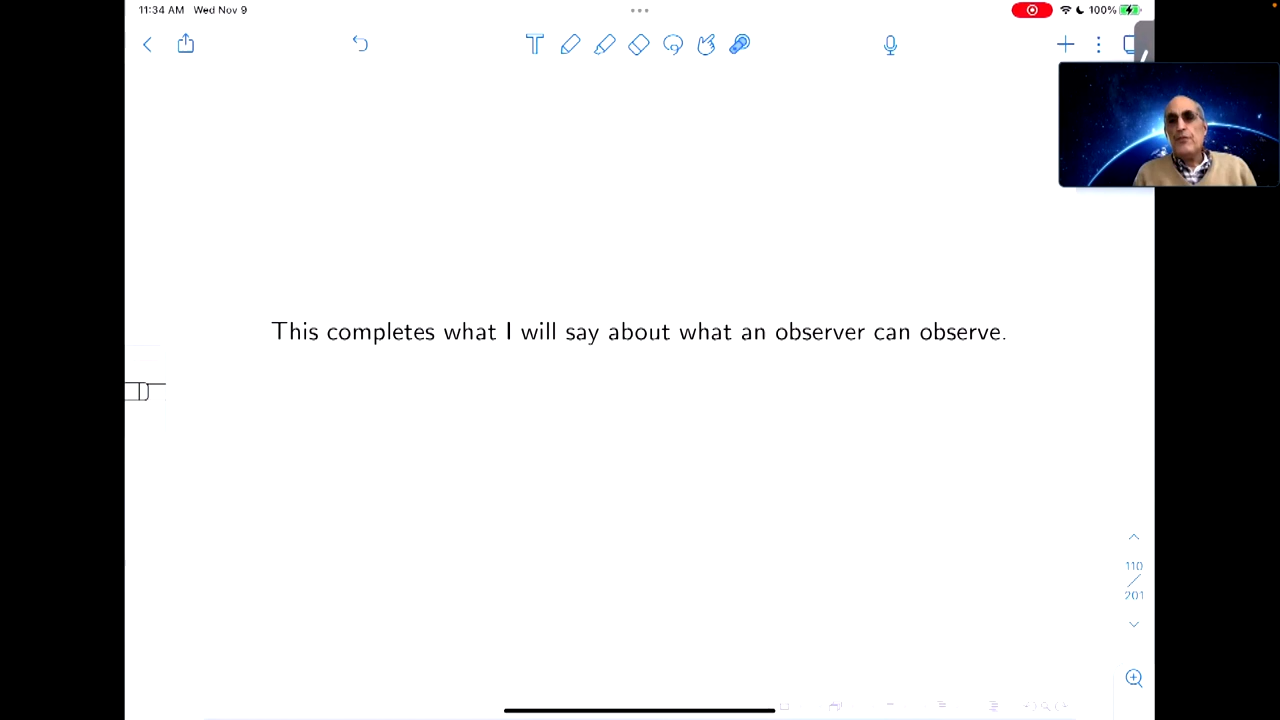 11:34 AM Wed Nov 9
100%
T
This completes what I will say about what an observer can observe.
110
201